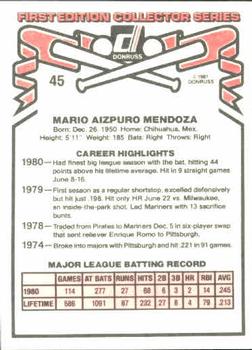 FIRST EDITION COLLECTOR SERIES
DONRUSS
45
© 1981
DONRUSS
MARIO AIZPURO MENDOZA
Born: Dec. 26, 1950 Home: Chihuahua, Mex.
Height: 5'11" Weight: 185 Bats: Right Throws: Right
CAREER HIGHLIGHTS
1980— Had finest big league season with the bat, hitting 44
points above his lifetime average. Hit in 9 straight games
June 8-16.
1979— First season as a regular shortstop, excelled defensively
but hit just .198. Hit only HR June 22 vs. Milwaukee,
an inside-the-park shot. Led Mariners with 13 sacrifice
bunts.
1978— Traded from Pirates to Mariners Dec. 5 in six-player swap
that sent reliever Enrique Romo to Pittsburgh.
1974— Broke into majors with Pittsburgh and hit .221 in 91 games.
MAJOR LEAGUE BATTING RECORD
GAMES AT BATS RUNS HITS 2B 3B HR RBI AVG
1980 114 277 27 68 6 3 2 14 .245
LIFETIME 586 1091 87 232 27 8 3 79 .213